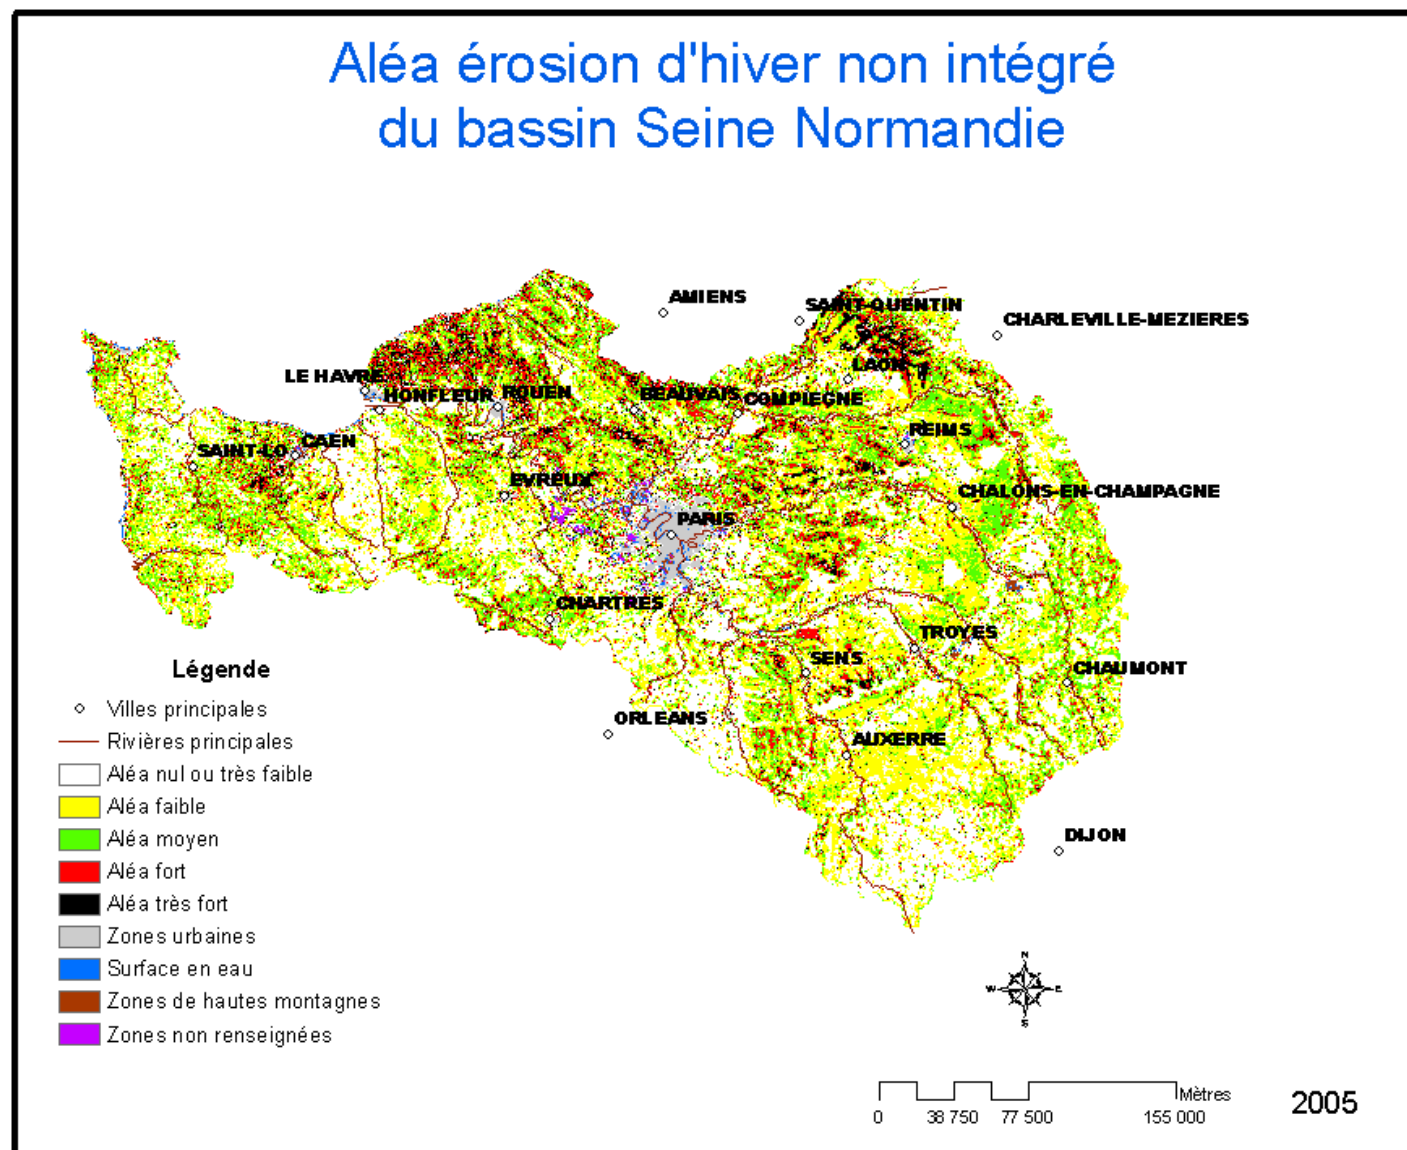 Aléa érosion d'hiver non intégré
du bassin Seine Normandie
AMIENS
SAINT-QUENTIN
CHARLEVILLE-MEZIERES
LE HAVRE
LAON
HONFLEUR
ROUEN
BEAUVAIS
COMPIEGNE
REIMS
SAINT-LO
CAEN
EVREUX
CHALONS-EN-CHAMPAGNE
PARIS
CHARTRES
TROYES
SENS
CHAUMONT
ORLEANS
AUXERRE
DIJON
Légende
Villes principales
Rivières principales
Aléa nul ou très faible
Aléa faible
Aléa moyen
Aléa fort
Aléa très fort
Zones urbaines
Surface en eau
Zones de hautes montagnes
Zones non renseignées
N
W E
S
Mètres
0 38 750 77 500 155 000
2005